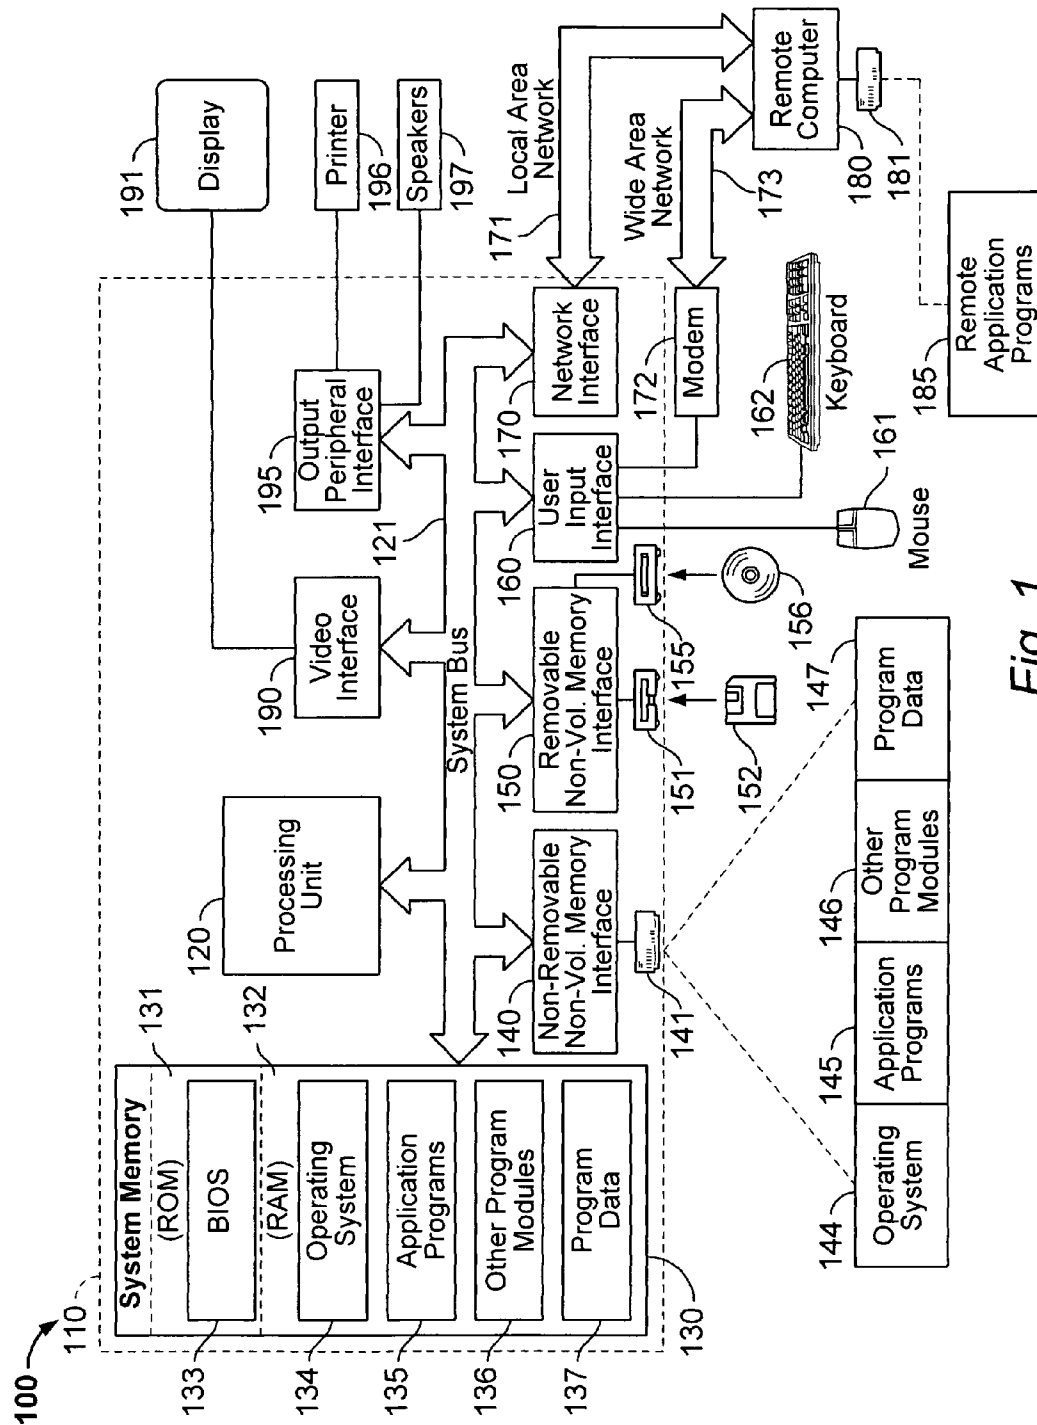 100
110
System Memory
(ROM)
131
BIOS
133
(RAM)
132
Operating
System
134
Application
Programs
135
Other Program
Modules
136
Program
Data
137
130
120
Processing
Unit
190
Video
Interface
191
Display
195
Output
Peripheral
Interface
Printer
196
Speakers
197
121
System Bus
140
Non-Removable
Non-Vol. Memory
Interface
150
Removable
Non-Vol. Memory
Interface
160
User
Input
Interface
170
Network
Interface
171
Local Area
Network
141
151
155
152
156
172
Modem
Wide Area
Network
173
Remote
Computer
180
181
162
Keyboard
161
Mouse
144
Operating
System
145
Application
Programs
146
Other
Program
Modules
147
Program
Data
185
Remote
Application
Programs
Fig. 1